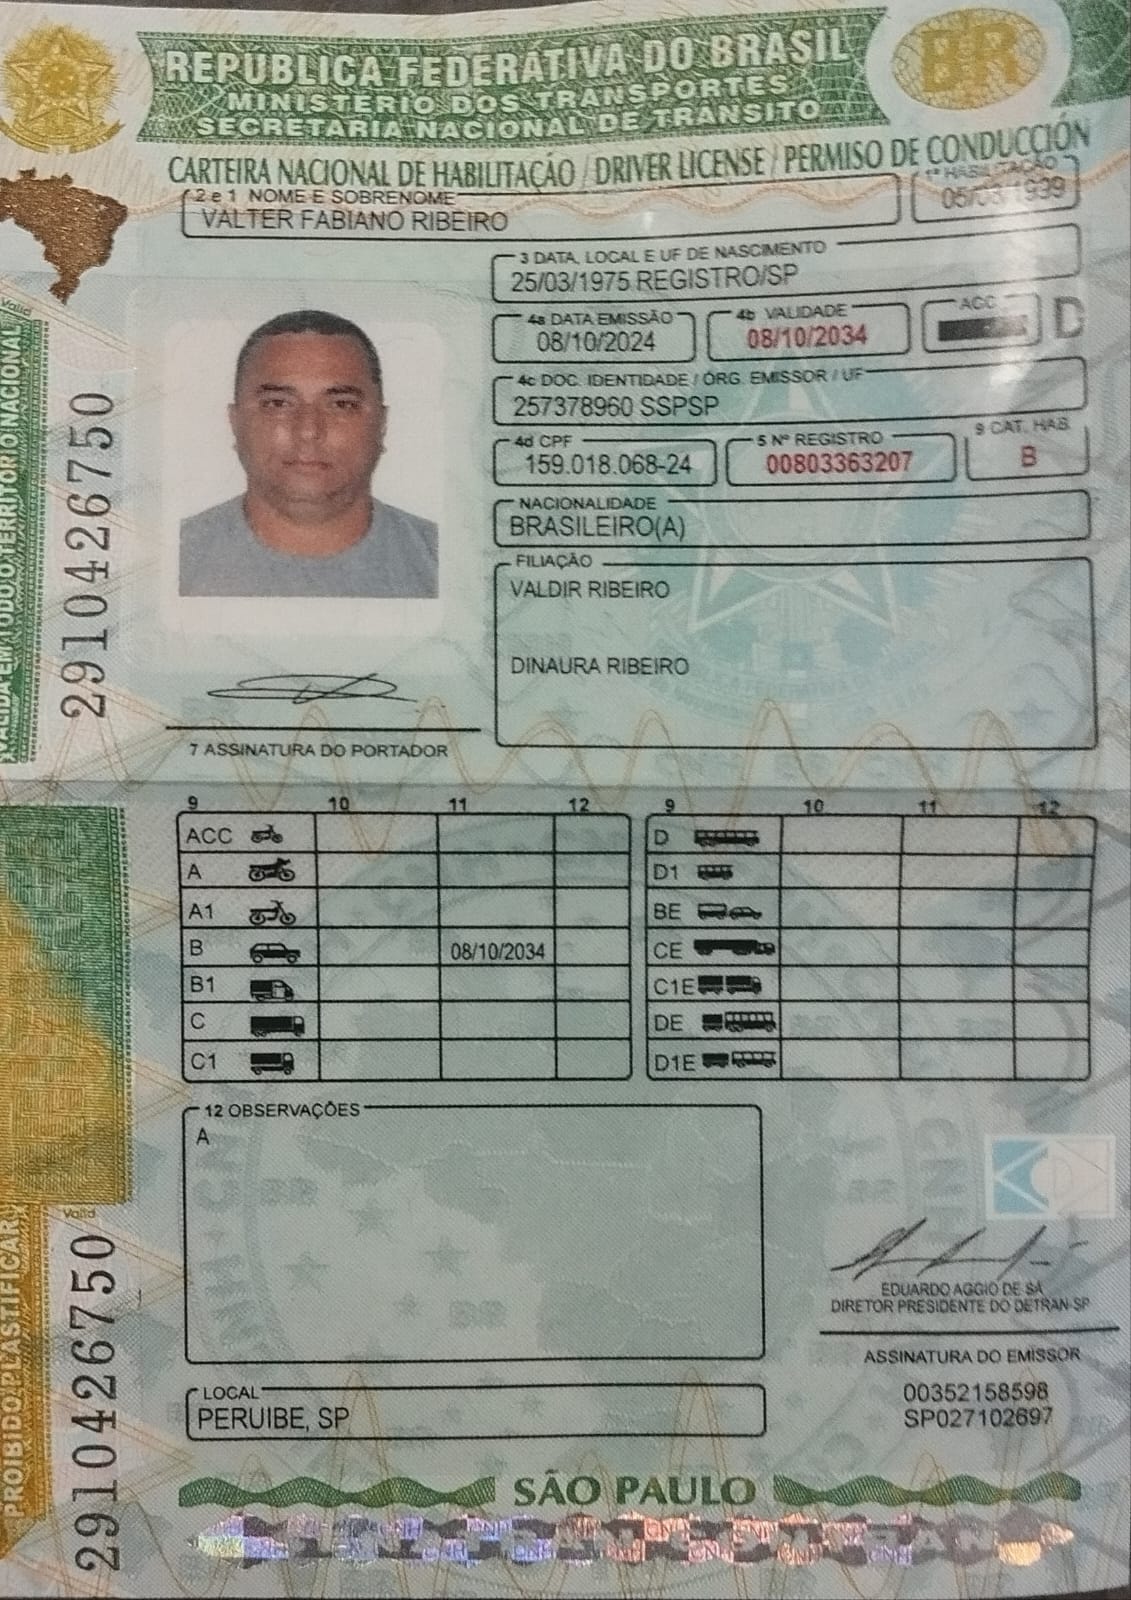 REPÚBLICA FEDERATIVA DO BRASIL
BR
MINISTÉRIO DOS TRANSPORTES
SECRETARIA NACIONAL DE TRÂNSITO
CARTEIRA NACIONAL DE HABILITAÇÃO / DRIVER LICENSE / PERMISO DE CONDUCCIÓN
2 e 1 NOME E SOBRENOME
1ª HABILITAÇÃO
VALTER FABIANO RIBEIRO
3 DATA, LOCAL E UF DE NASCIMENTO
25/03/1975 REGISTRO/SP
4a DATA EMISSÃO
4b VALIDADE
ACC
D
08/10/2024
08/10/2034
4c DOC. IDENTIDADE / ÓRG. EMISSOR / UF
257378960 SSPSP
4d CPF
5 Nº REGISTRO
9 CAT. HAB
159.018.068-24
00803363207
B
NACIONALIDADE
BRASILEIRO(A)
FILIAÇÃO
VALDIR RIBEIRO
DINAURA RIBEIRO
7 ASSINATURA DO PORTADOR
Valid
VÁLIDA EM TODO O TERRITÓRIO NACIONAL
2910426750
9 10 11 12 9 10 11 12
ACC D
A D1
A1 BE
B 08/10/2034 CE
B1 C1E
C DE
C1 D1E
12 OBSERVAÇÕES
A
EDUARDO AGGIO DE SÁ
DIRETOR PRESIDENTE DO DETRAN-SP
ASSINATURA DO EMISSOR
LOCAL
PERUIBE, SP
00352158598
SP027102697
Valid
PROIBIDO PLASTIFICAR
2910426750
SÃO PAULO